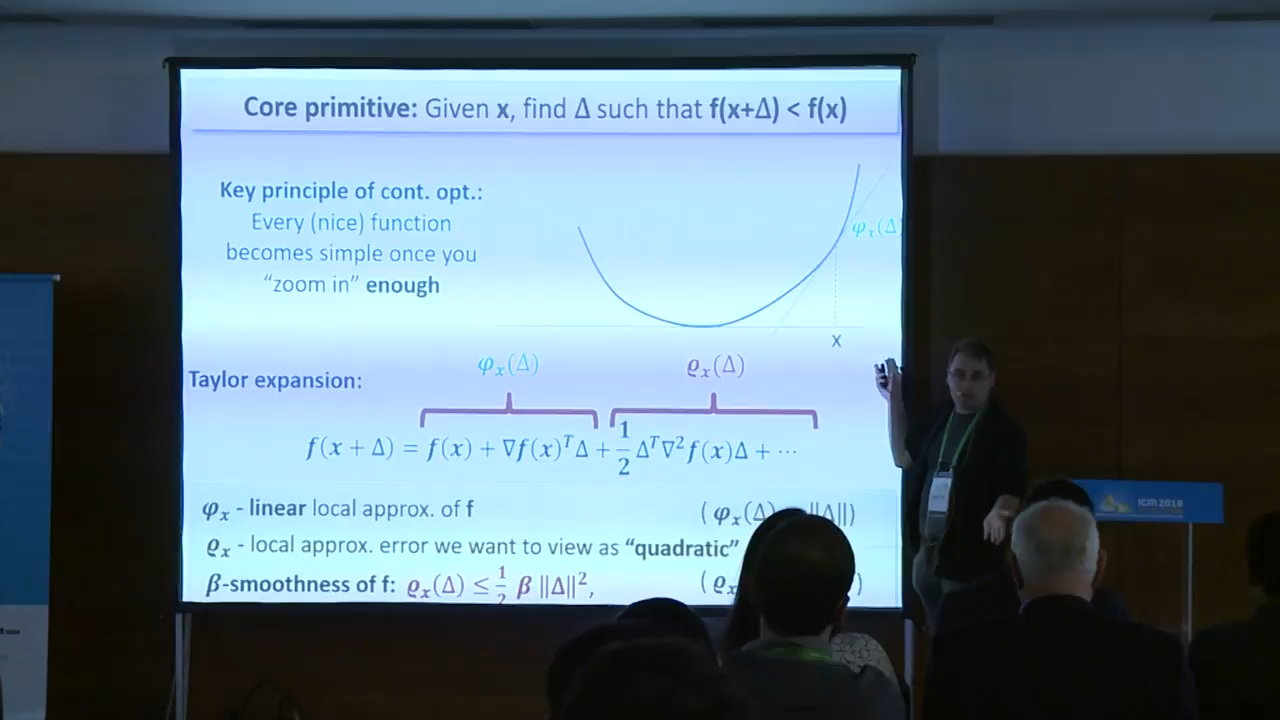 Core primitive: Given x, find Δ such that f(x+Δ) < f(x)
Key principle of cont. opt.:
Every (nice) function
becomes simple once you
“zoom in” enough
φₓ(Δ
x
Taylor expansion:
φₓ(Δ)
ϱₓ(Δ)
f(x + Δ) = f(x) + ∇f(x)ᵀΔ + 1/2 Δᵀ∇²f(x)Δ + ⋯
φₓ - linear local approx. of f
( φₓ(Δ) ||Δ||)
ϱₓ - local approx. error we want to view as “quadratic”
β-smoothness of f: ϱₓ(Δ) ≤ 1/2 β ||Δ||²,
( ϱₓ )
ICM 2018